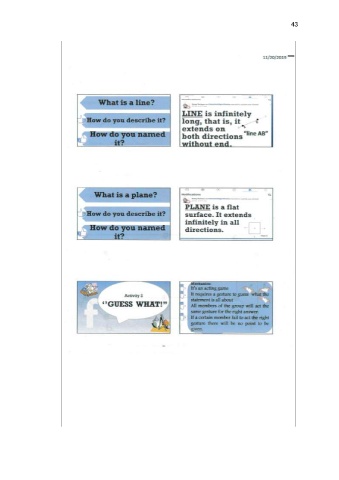 43
What is a line?
How do you describe it?
How do you named
it?
LINE is infinitely
long, that is, it
extends on
both directions
without end.
"line AB"
What is a plane?
How do you describe it?
How do you named
it?
PLANE is a flat
surface. It extends
infinitely in all
directions.
Activity 2
"GUESS WHAT!"
It's an acting game
It requires a gesture to guess what the
statement is all about
All members of the group will act the
same gesture for the right answer
If a certain member fail to act the right
gesture there will be no point to be